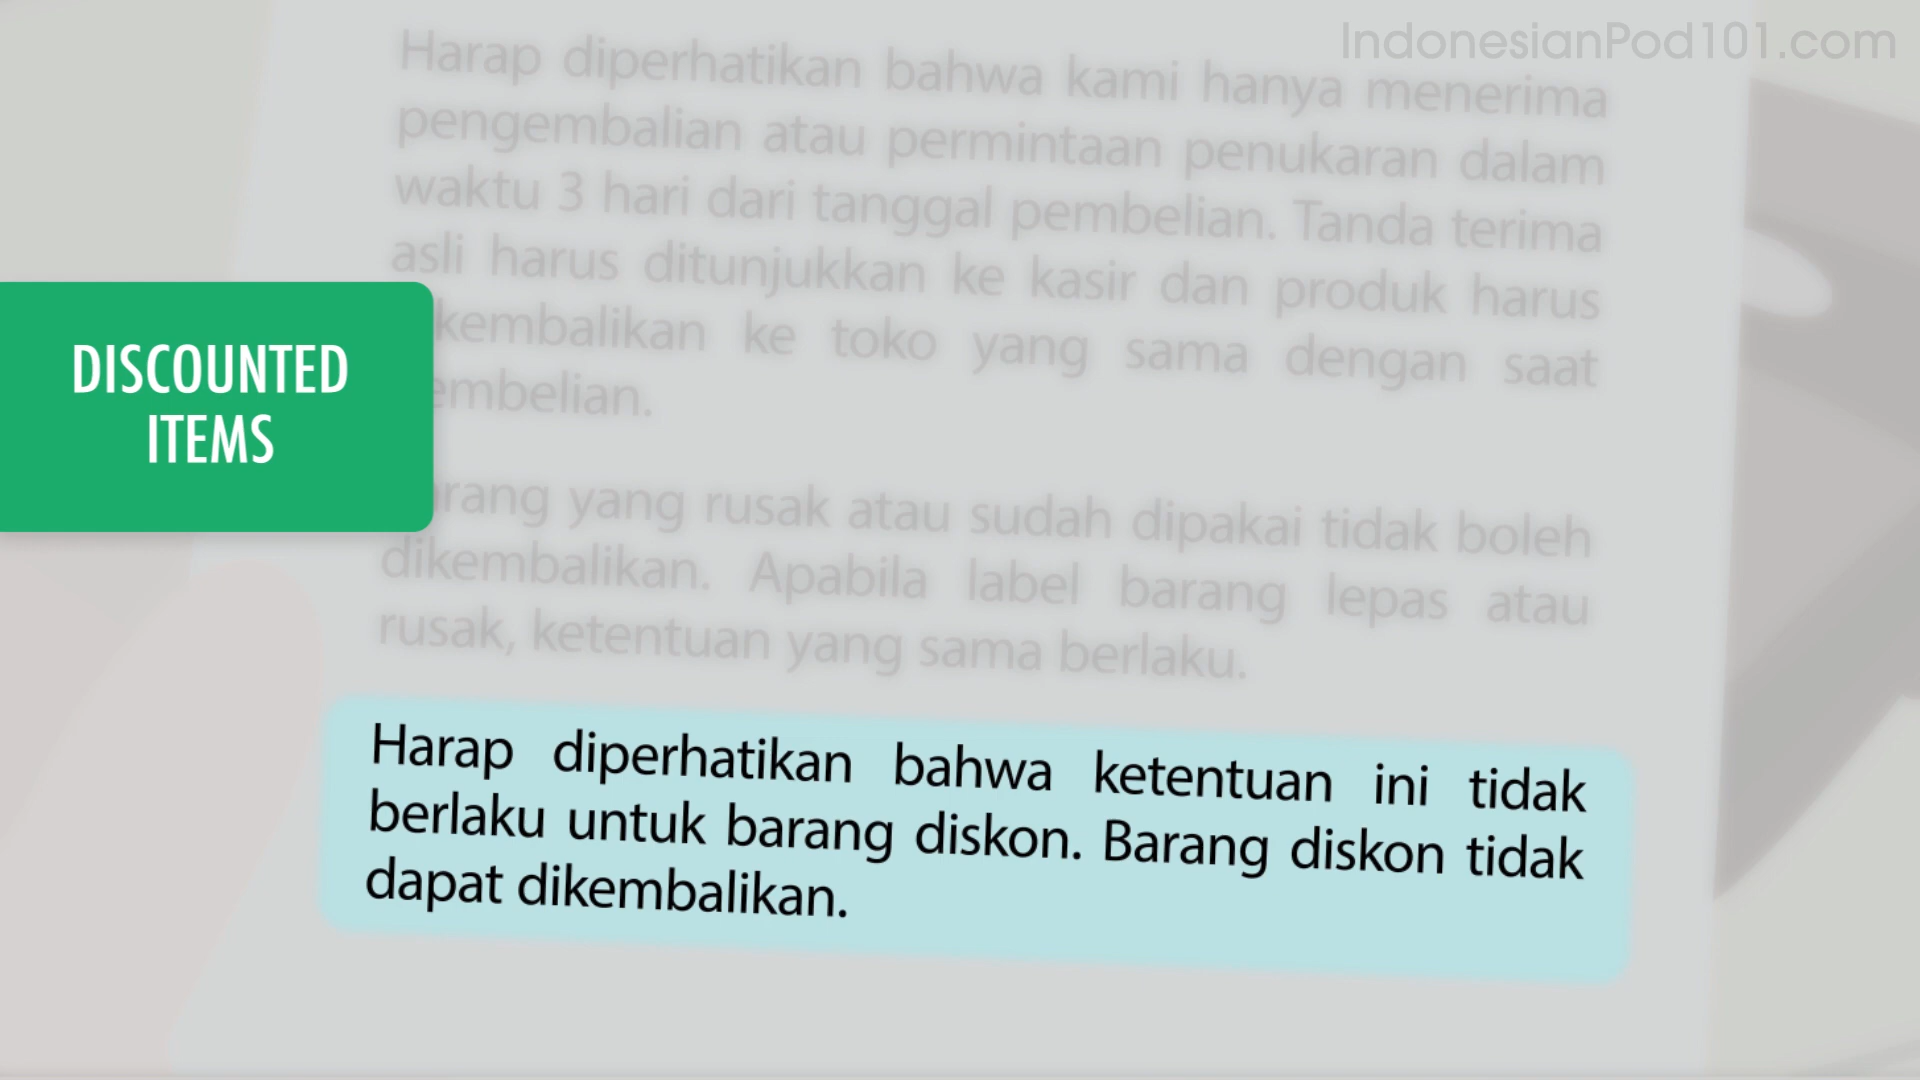 IndonesianPod101.com
Harap diperhatikan bahwa kami hanya menerima
pengembalian atau permintaan penukaran dalam
waktu 3 hari dari tanggal pembelian. Tanda terima
asli harus ditunjukkan ke kasir dan produk harus
kembalikan ke toko yang sama dengan saat
embelian.
DISCOUNTED
ITEMS
rang yang rusak atau sudah dipakai tidak boleh
dikembalikan. Apabila label barang lepas atau
rusak, ketentuan yang sama berlaku.
Harap diperhatikan bahwa ketentuan ini tidak
berlaku untuk barang diskon. Barang diskon tidak
dapat dikembalikan.